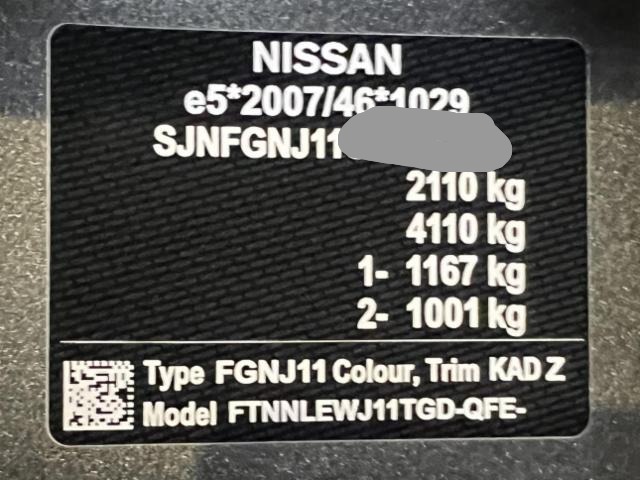 NISSAN
e5*2007/46*1029
SJNFGNJ11
2110 kg
4110 kg
1- 1167 kg
2- 1001 kg
Type FGNJ11 Colour, Trim KAD Z
Model FTNNLEWJ11TGD-QFE-